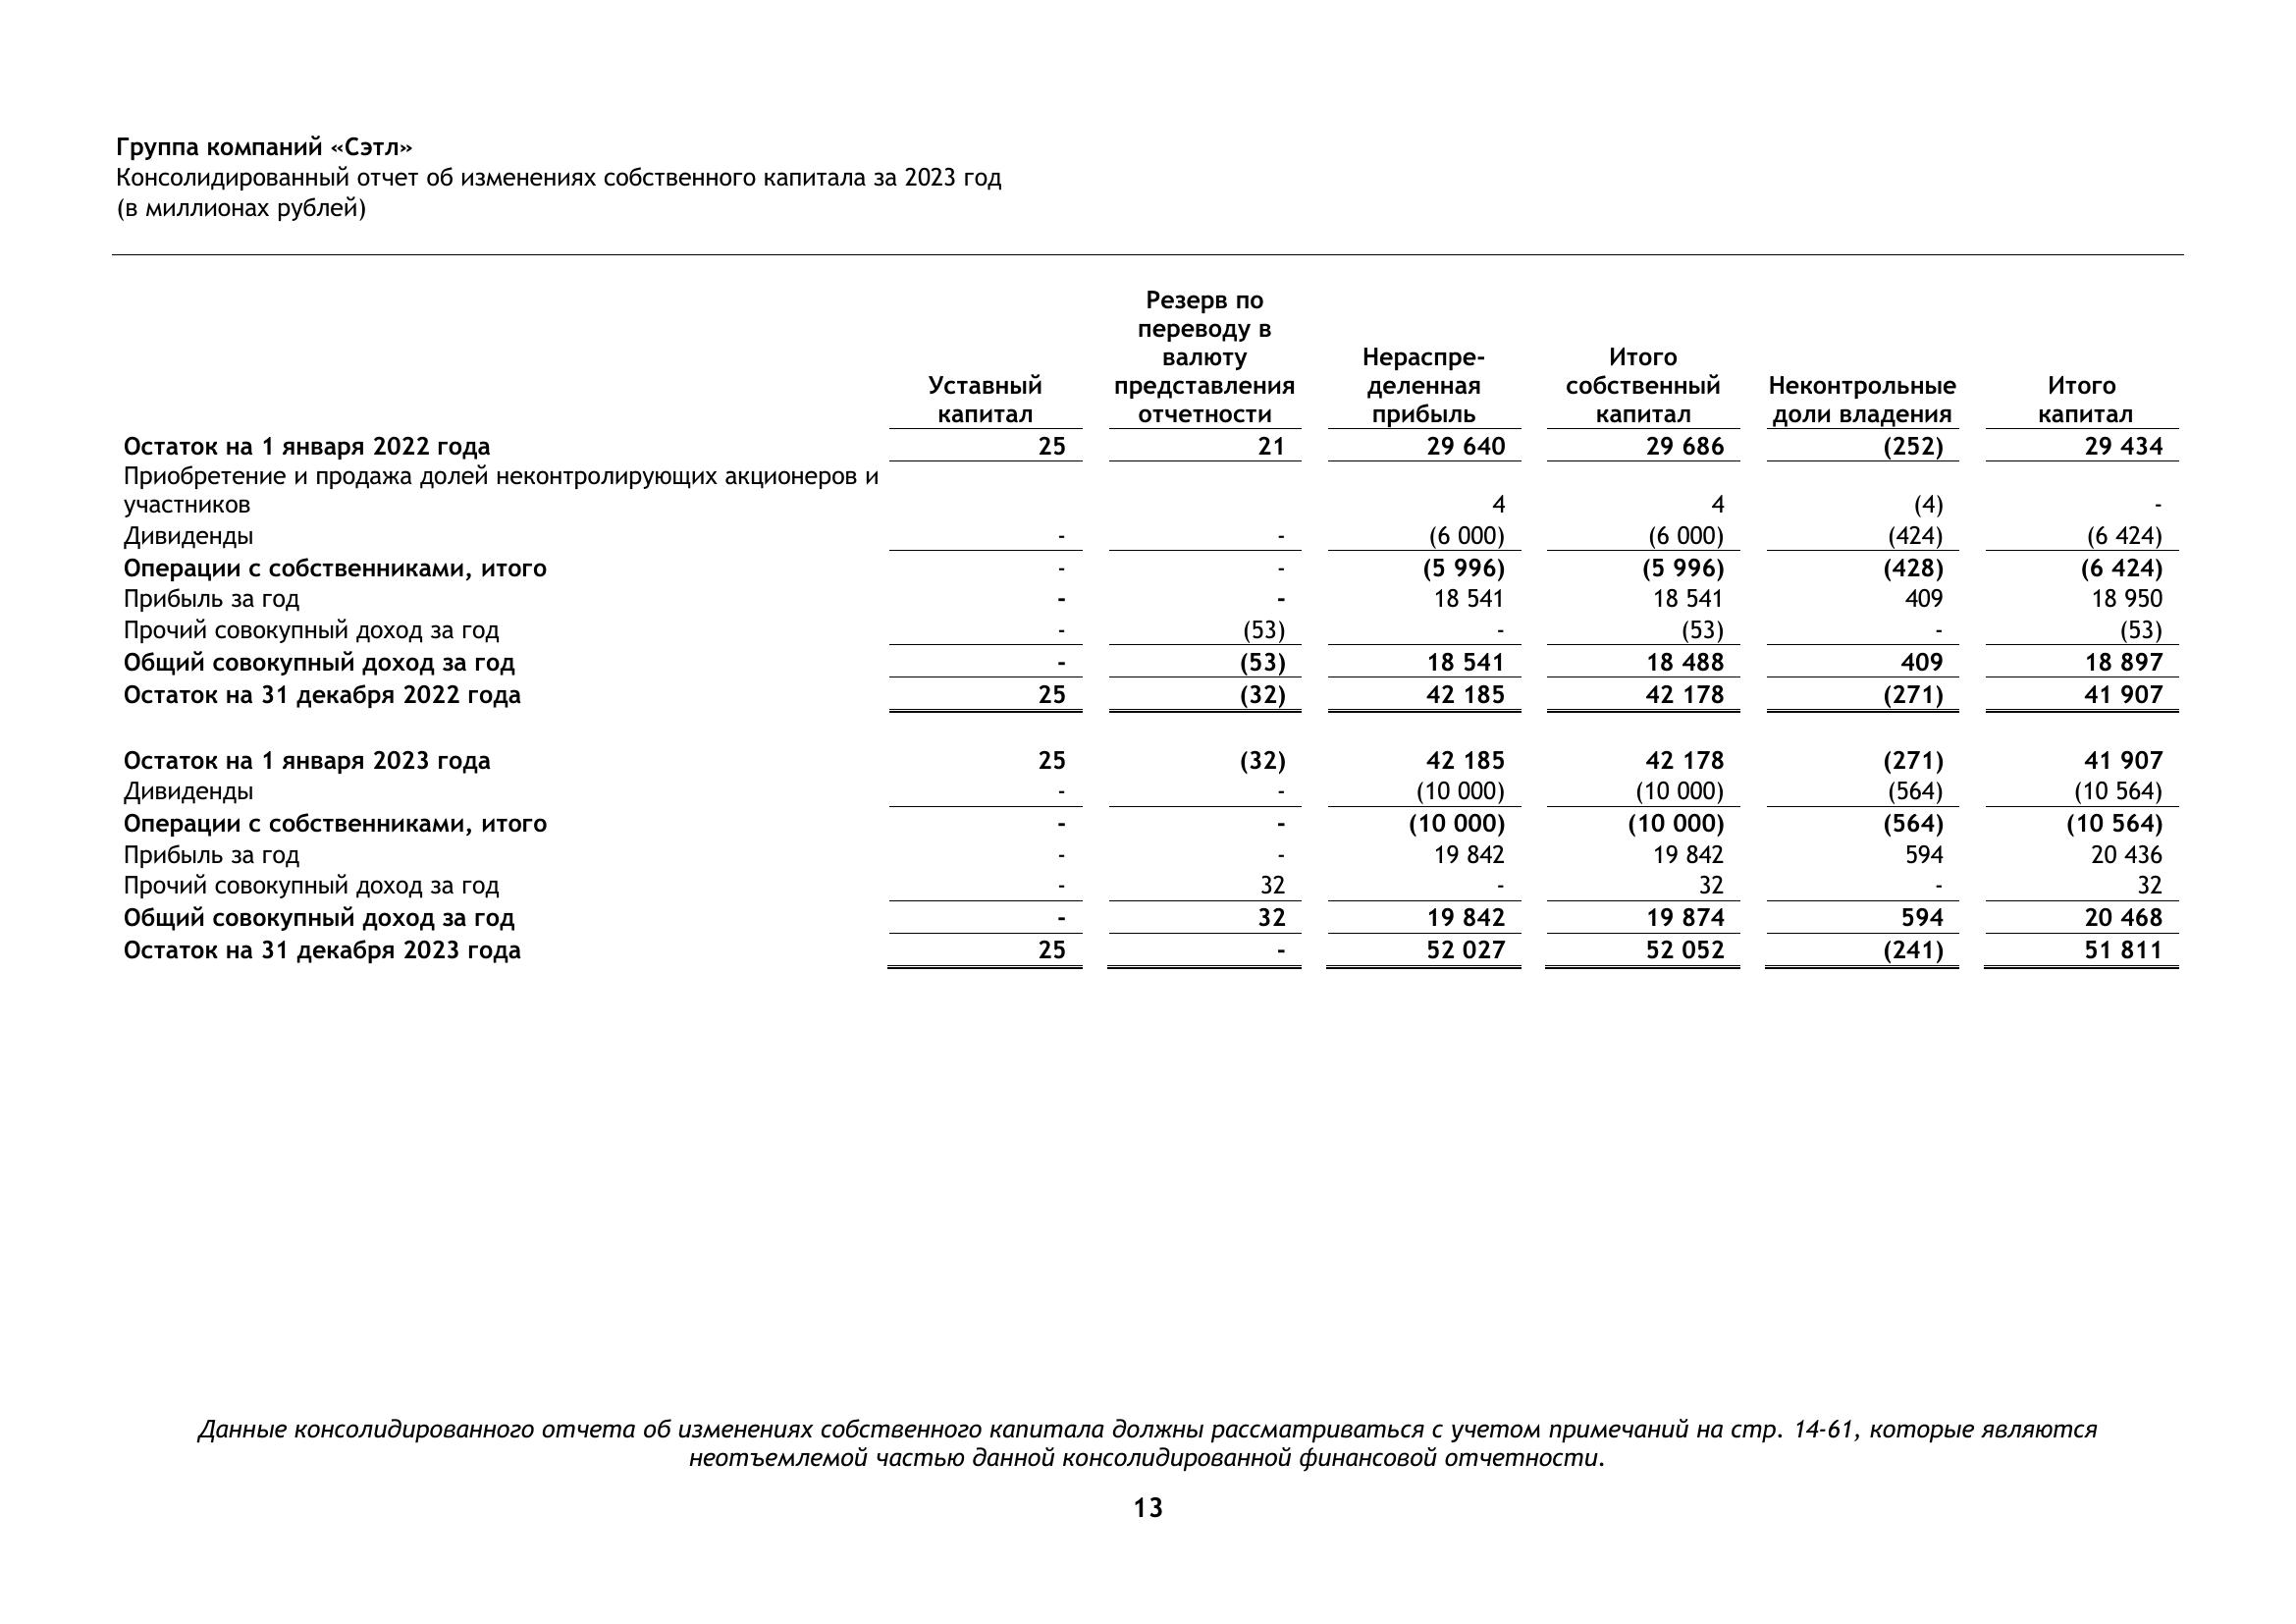 Группа компаний «Сэтл»
Консолидированный отчет об изменениях собственного капитала за 2023 год
(в миллионах рублей)
Уставный капитал
Резерв по переводу в валюту представления отчетности
Нераспре-деленная прибыль
Итого собственный капитал
Неконтрольные доли владения
Итого капитал
Остаток на 1 января 2022 года 25 21 29 640 29 686 (252) 29 434
Приобретение и продажа долей неконтролирующих акционеров и
участников 4 4 (4) -
Дивиденды - - (6 000) (6 000) (424) (6 424)
Операции с собственниками, итого - - (5 996) (5 996) (428) (6 424)
Прибыль за год - - 18 541 18 541 409 18 950
Прочий совокупный доход за год - (53) - (53) - (53)
Общий совокупный доход за год - (53) 18 541 18 488 409 18 897
Остаток на 31 декабря 2022 года 25 (32) 42 185 42 178 (271) 41 907
Остаток на 1 января 2023 года 25 (32) 42 185 42 178 (271) 41 907
Дивиденды - - (10 000) (10 000) (564) (10 564)
Операции с собственниками, итого - - (10 000) (10 000) (564) (10 564)
Прибыль за год - - 19 842 19 842 594 20 436
Прочий совокупный доход за год - 32 - 32 - 32
Общий совокупный доход за год - 32 19 842 19 874 594 20 468
Остаток на 31 декабря 2023 года 25 - 52 027 52 052 (241) 51 811
Данные консолидированного отчета об изменениях собственного капитала должны рассматриваться с учетом примечаний на стр. 14-61, которые являются
неотъемлемой частью данной консолидированной финансовой отчетности.
13